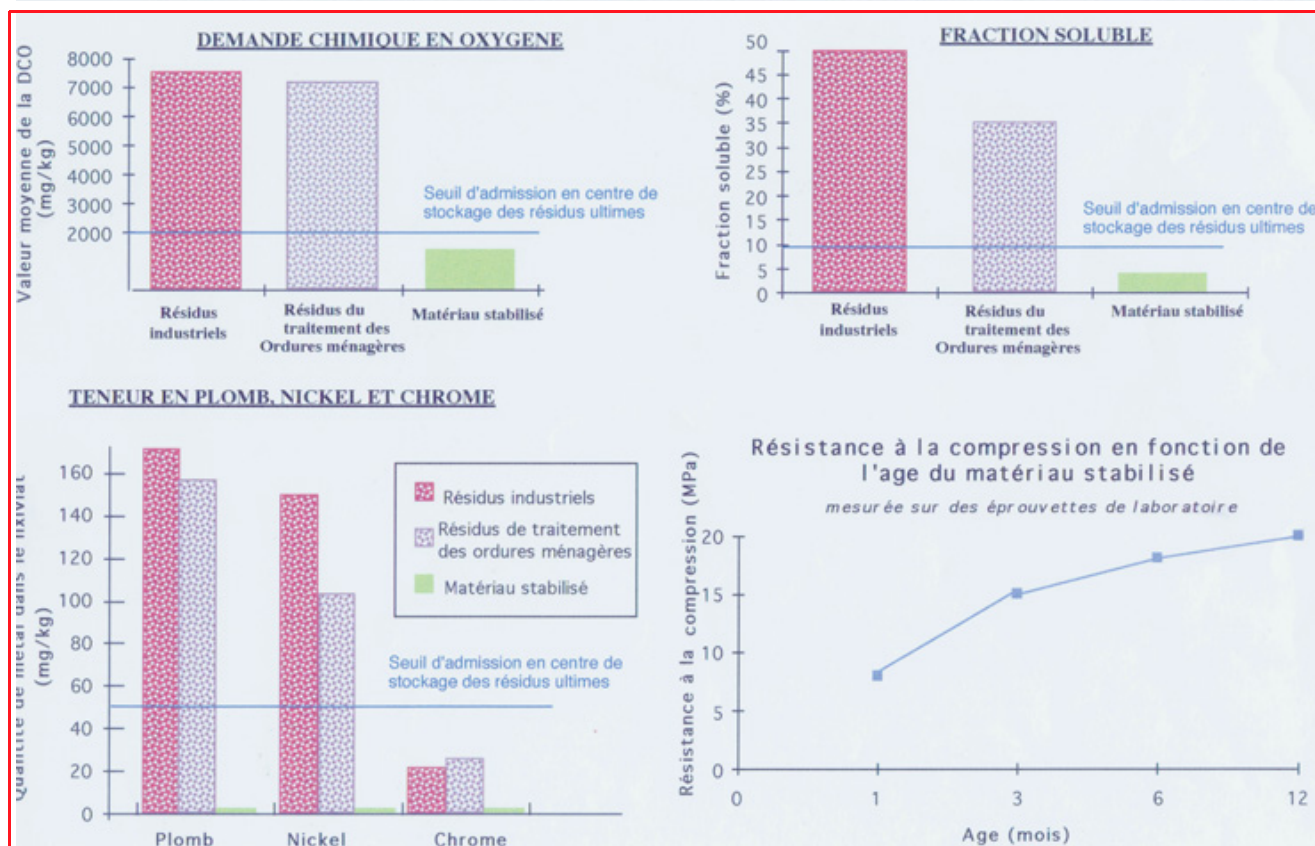 DEMANDE CHIMIQUE EN OXYGENE
Valeur moyenne de la DCO
(mg/kg)
8000
7000
6000
5000
4000
3000
2000
Seuil d'admission en centre de
stockage des résidus ultimes
Résidus
industriels
Résidus du
traitement des
Ordures ménagères
Matériau stabilisé
FRACTION SOLUBLE
Fraction soluble (%)
50
45
40
35
30
25
20
15
10
5
0
Seuil d'admission en centre de
stockage des résidus ultimes
Résidus
industriels
Résidus du
traitement des
Ordures ménagères
Matériau stabilisé
TENEUR EN PLOMB, NICKEL ET CHROME
Quantité de métal dans le lixiviat
(mg/kg)
160
140
120
100
80
60
40
20
0
Résidus industriels
Résidus de traitement
des ordures ménagères
Matériau stabilisé
Seuil d'admission en centre de
stockage des résidus ultimes
Plomb
Nickel
Chrome
Résistance à la compression en fonction de
l'age du matériau stabilisé
mesurée sur des éprouvettes de laboratoire
Résistance à la compression (MPa)
20
15
10
5
0
0
1
3
6
12
Age (mois)